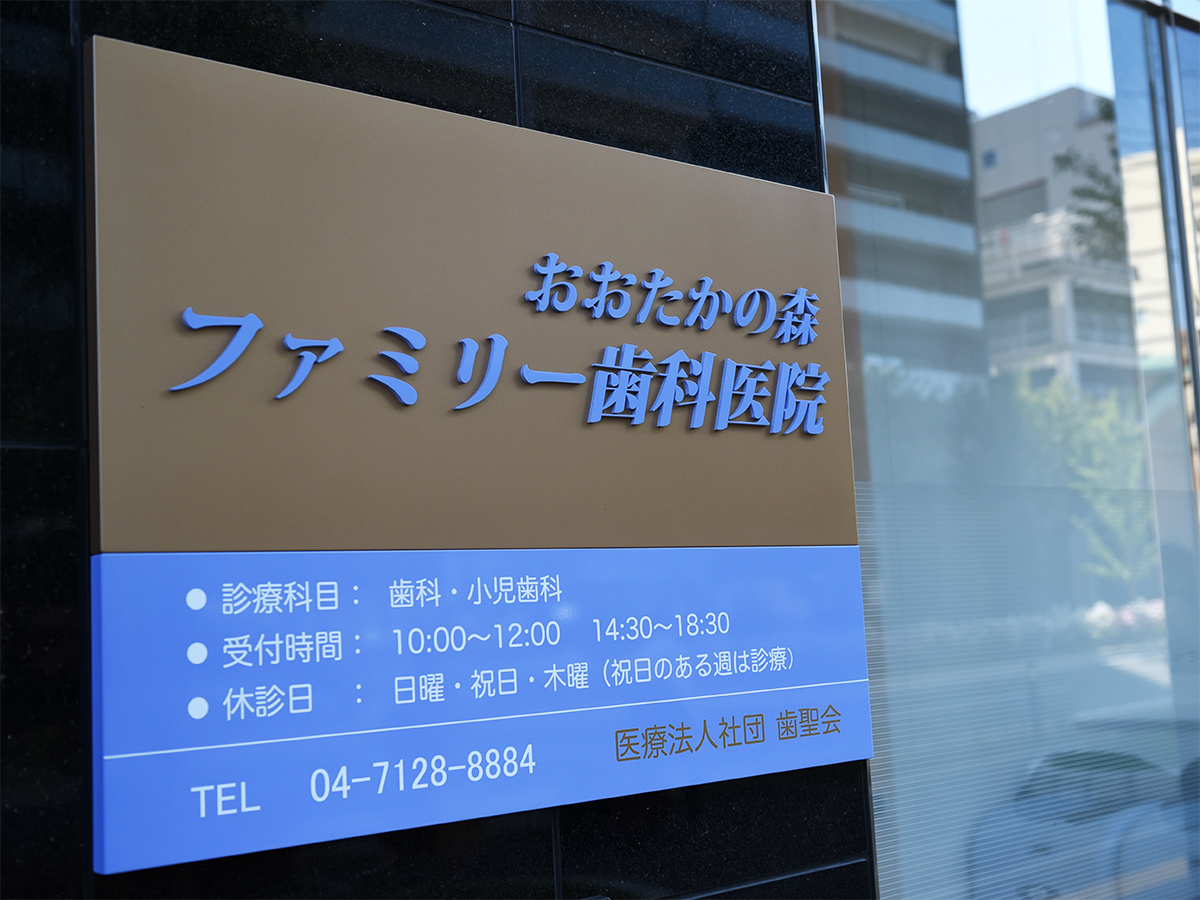 おおたかの森
ファミリー歯科医院
● 診療科目： 歯科・小児歯科
● 受付時間： 10:00～12:00　14:30～18:30
● 休診日　： 日曜・祝日・木曜（祝日のある週は診療）
TEL　04-7128-8884
医療法人社団 歯聖会